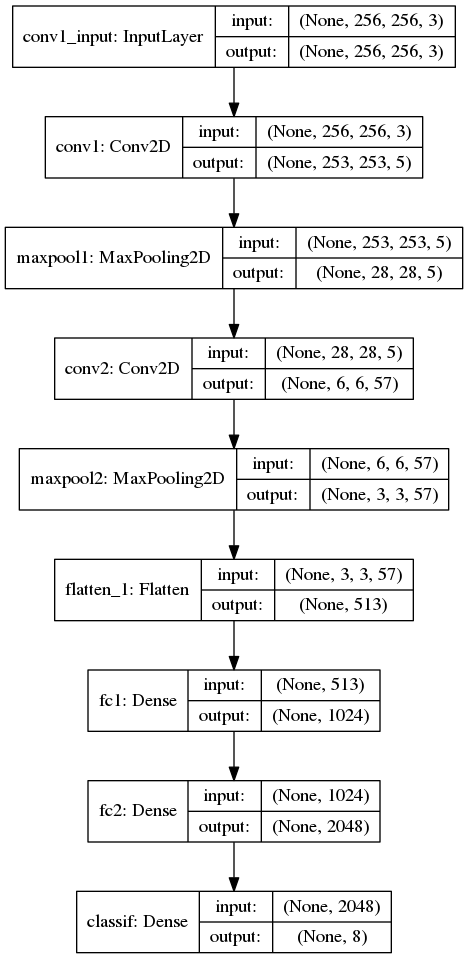 conv1_input: InputLayer
input: (None, 256, 256, 3)
output: (None, 256, 256, 3)
conv1: Conv2D
input: (None, 256, 256, 3)
output: (None, 253, 253, 5)
maxpool1: MaxPooling2D
input: (None, 253, 253, 5)
output: (None, 28, 28, 5)
conv2: Conv2D
input: (None, 28, 28, 5)
output: (None, 6, 6, 57)
maxpool2: MaxPooling2D
input: (None, 6, 6, 57)
output: (None, 3, 3, 57)
flatten_1: Flatten
input: (None, 3, 3, 57)
output: (None, 513)
fc1: Dense
input: (None, 513)
output: (None, 1024)
fc2: Dense
input: (None, 1024)
output: (None, 2048)
classif: Dense
input: (None, 2048)
output: (None, 8)